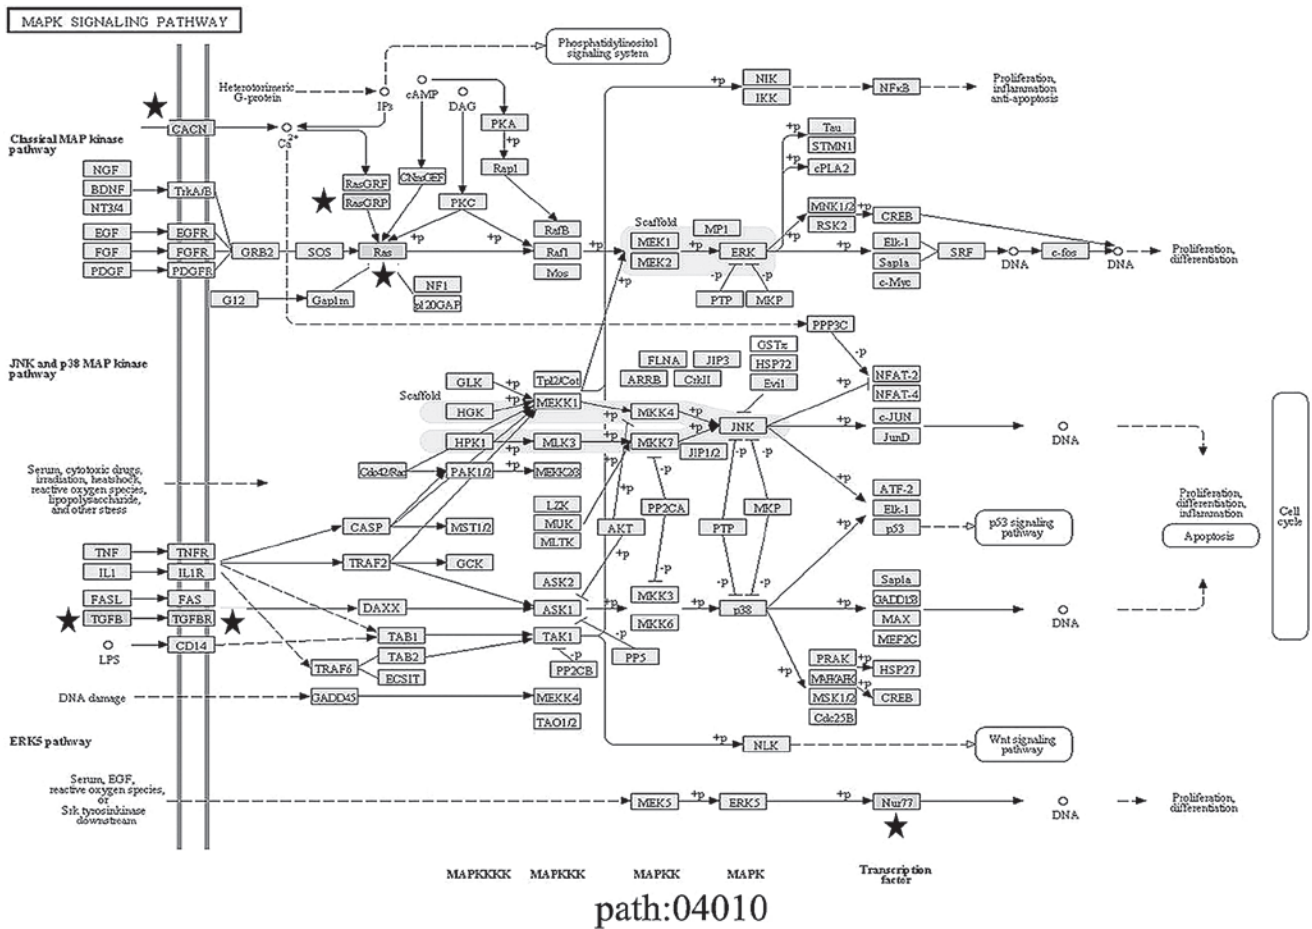 MAPK SIGNALING PATHWAY
Phosphatidylinositol
signaling system
Heterotorimeric
G-protein
IP3
cAMP
DAG
+p
NIK
IKK
NFκB
Proliferation,
inflammation
anti-apoptosis
CACN
Ca2+
PKA
+p
Classical MAP kinase
pathway
NGF
BDNF
NT3/4
TrkA/B
RasGRF
RasGRP
CNrasGEF
PKC
Rap1
+p
Tau
STMN1
+p
cPLA2
EGF
EGFR
FGF
FGFR
PDGF
PDGFR
GRB2
SOS
Ras
+p
+p
RafB
Raf1
Mos
+p
Scaffold
MEK1
MEK2
+p
MP1
ERK
+p
MNK1/2
RSK2
+p
CREB
+p
Elk-1
Sap1a
c-Myc
SRF
DNA
c-fos
DNA
Proliferation,
differentiation
G12
Gap1m
NF1
p120GAP
+p
-p
-p
PTP
MKP
PPP3C
-p
JNK and p38 MAP kinase
pathway
GLK
HGK
HPK1
Scaffold
+p
+p
+p
+p
Tpl2/Cot
MEKK1
MLK3
MEKK2/3
FLNA
JIP3
ARRB
CrkII
GSTπ
HSP72
Evi1
NFAT-2
NFAT-4
+p
MKK4
+p
MKK7
+p
+p
JNK
JIP1/2
+p
c-JUN
JunD
DNA
Cdc42/Rac
PAK1/2
Serum, cytotoxic drugs,
irradiation, heatshock,
reactive oxygen species,
lipopolysaccharide,
and other stress
LZK
MUK
MLTK
+p
AKT
+p
-p
PP2CA
-p
-p
-p
PTP
MKP
-p
-p
+p
ATF-2
Elk-1
p53
p53 signaling
pathway
Proliferation,
differentiation,
inflammation
Apoptosis
Cell
cycle
CASP
MST1/2
TNF
TNFR
IL1
IL1R
TRAF2
GCK
+p
FASL
FAS
TGFB
TGFBR
DAXX
ASK2
ASK1
+p
MKK3
MKK6
+p
p38
+p
+p
Sap1a
GADD153
MAX
MEF2C
DNA
LPS
CD14
TAB1
TAB2
ECSIT
TRAF6
TAK1
-p
PP2CB
-p
PP5
PRAK
MAPKAPK
MSK1/2
Cdc25B
+p
+p
+p
HSP27
CREB
DNA damage
GADD45
MEKK4
TAO1/2
ERK5 pathway
+p
NLK
Wnt signaling
pathway
Serum, EGF,
reactive oxygen species,
or
Srk tyrosinkinase
downstream
MEK5
+p
ERK5
+p
Nur77
DNA
Proliferation,
differentiation
MAPKKKK
MAPKKK
MAPKK
MAPK
Transcription
factor
path:04010